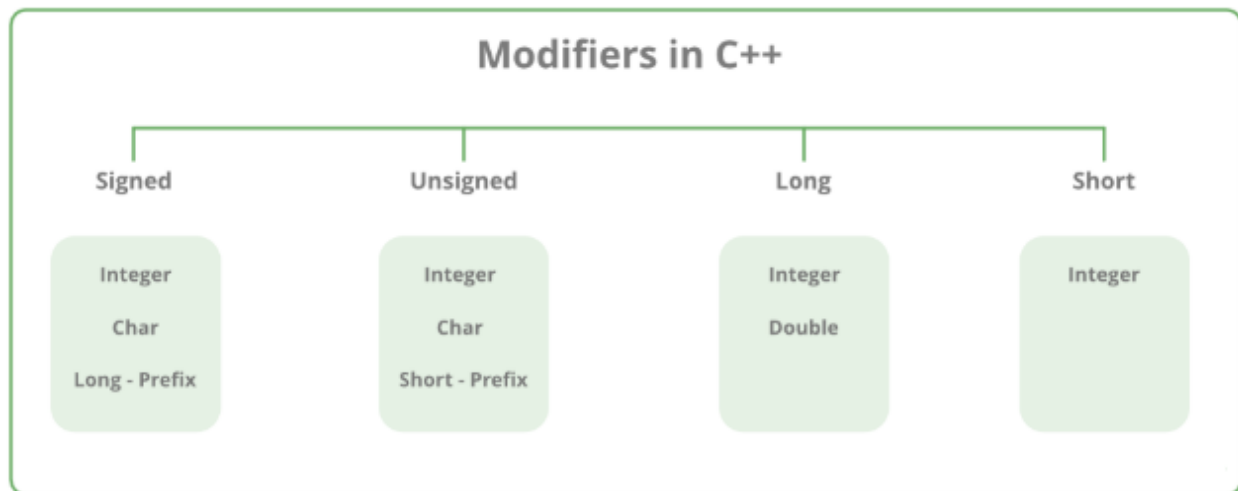 Modifiers in C++
Signed
Unsigned
Long
Short
Integer
Char
Long - Prefix
Integer
Char
Short - Prefix
Integer
Double
Integer